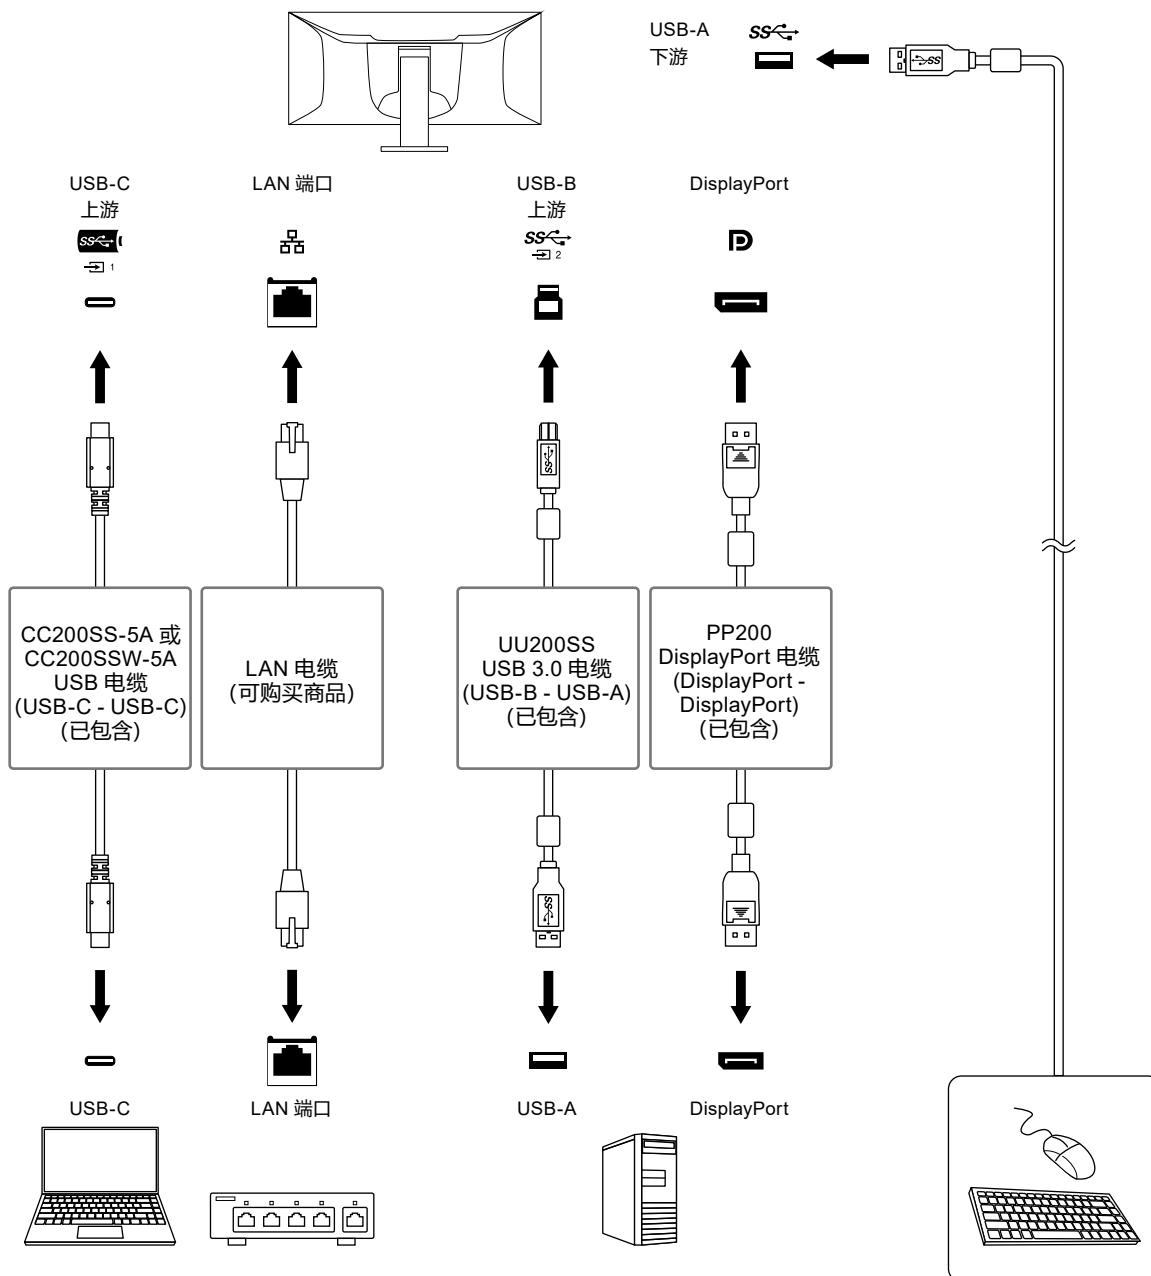 USB-A
下游
USB-C
上游
1
LAN 端口
USB-B
上游
2
DisplayPort
CC200SS-5A 或
CC200SSW-5A
USB 电缆
(USB-C - USB-C)
(已包含)
LAN 电缆
(可购买商品)
UU200SS
USB 3.0 电缆
(USB-B - USB-A)
(已包含)
PP200
DisplayPort 电缆
(DisplayPort -
DisplayPort)
(已包含)
USB-C
LAN 端口
USB-A
DisplayPort